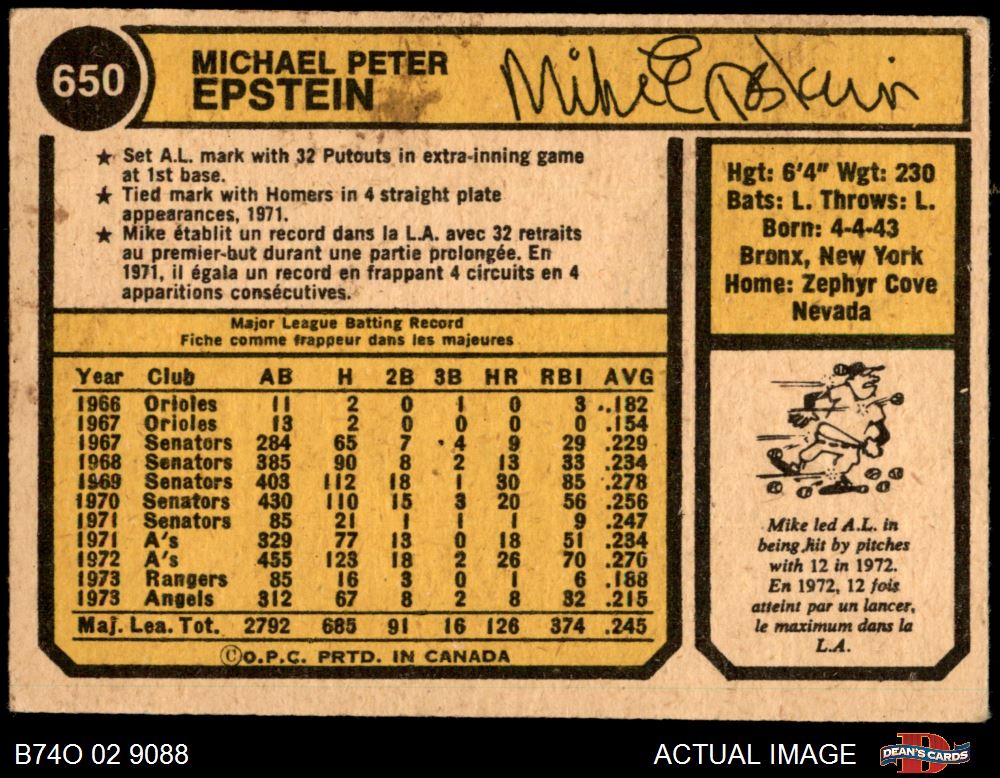 650
MICHAEL PETER
EPSTEIN
Mike Epstein
★ Set A.L. mark with 32 Putouts in extra-inning game
at 1st base.
★ Tied mark with Homers in 4 straight plate
appearances, 1971.
★ Mike établit un record dans la L.A. avec 32 retraits
au premier-but durant une partie prolongée. En
1971, il égala un record en frappant 4 circuits en 4
apparitions consécutives.
Hgt: 6'4" Wgt: 230
Bats: L. Throws: L.
Born: 4-4-43
Bronx, New York
Home: Zephyr Cove
Nevada
Major League Batting Record
Fiche comme frappeur dans les majeures
Year Club AB H 2B 3B HR RBI AVG
1966 Orioles 11 2 0 1 0 3 .182
1967 Orioles 13 2 0 0 0 0 .154
1967 Senators 284 65 7 4 9 29 .229
1968 Senators 385 90 8 2 13 33 .234
1969 Senators 403 112 18 1 30 85 .278
1970 Senators 430 110 15 3 20 56 .256
1971 Senators 85 21 1 1 1 9 .247
1971 A's 329 77 13 0 18 51 .234
1972 A's 455 123 18 2 26 70 .270
1973 Rangers 85 16 3 0 1 6 .188
1973 Angels 312 67 8 2 8 32 .215
Maj. Lea. Tot. 2792 685 91 16 126 374 .245
©O.P.C. PRTD. IN CANADA
Mike led A.L. in
being hit by pitches
with 12 in 1972.
En 1972, 12 fois
atteint par un lancer,
le maximum dans la
L.A.
B74O 02 9088
ACTUAL IMAGE
DEAN'S CARDS